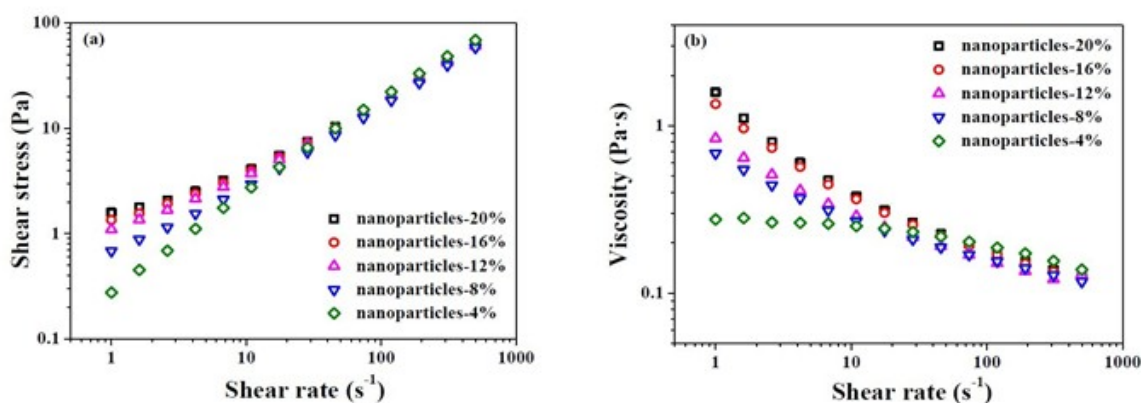 (a)
100
10
1
0.1
Shear stress (Pa)
nanoparticles-20%
nanoparticles-16%
nanoparticles-12%
nanoparticles-8%
nanoparticles-4%
1 10 100 1000
Shear rate (s⁻¹)
(b)
1
0.1
Viscosity (Pa·s)
nanoparticles-20%
nanoparticles-16%
nanoparticles-12%
nanoparticles-8%
nanoparticles-4%
1 10 100 1000
Shear rate (s⁻¹)